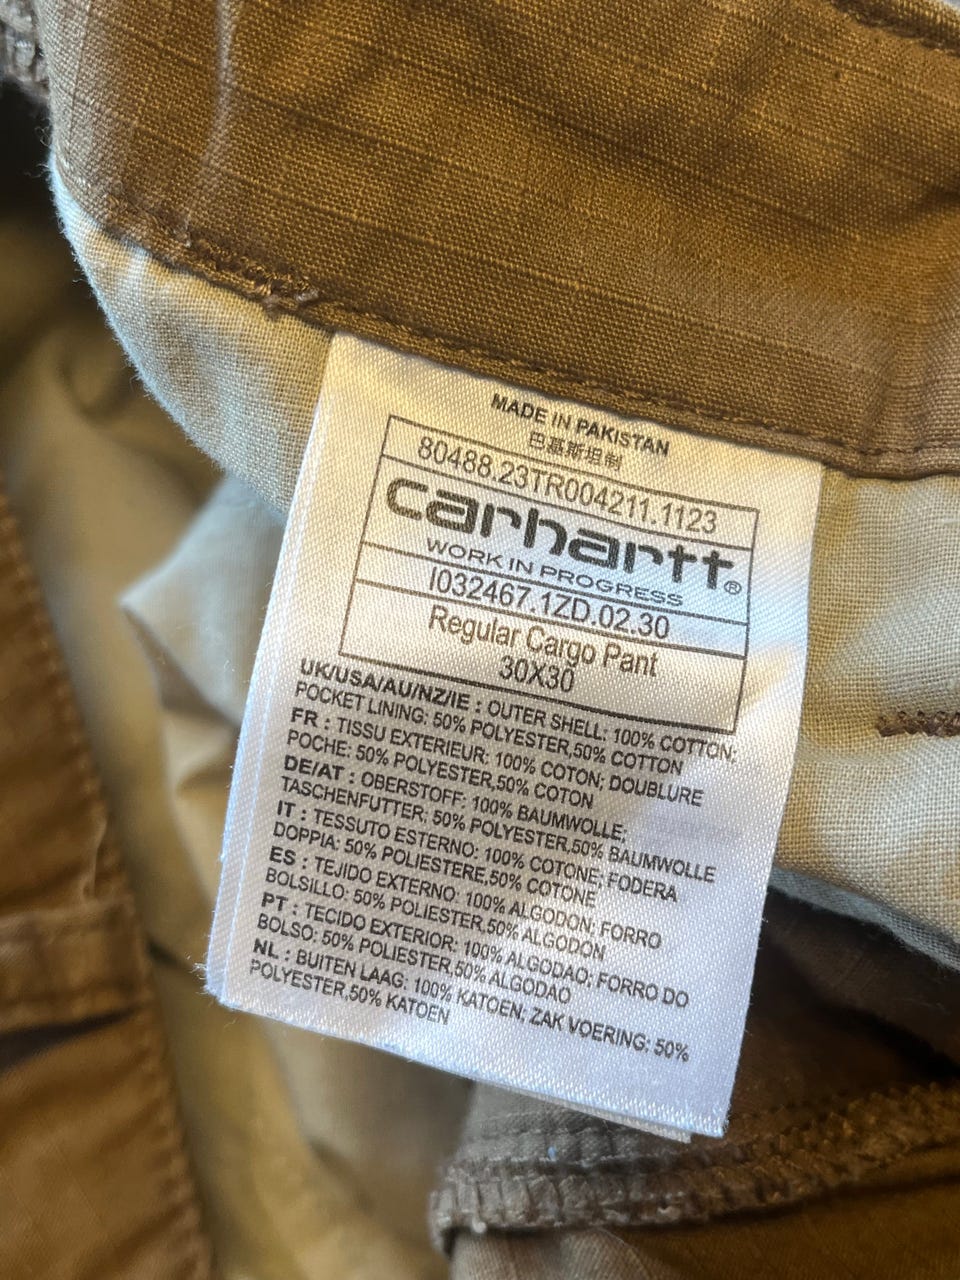 MADE IN PAKISTAN
巴基斯坦制
80488.23TR004211.1123
carhartt®
WORK IN PROGRESS
I032467.1ZD.02.30
Regular Cargo Pant
30X30
UK/USA/AU/NZ/IE : OUTER SHELL: 100% COTTON;
POCKET LINING: 50% POLYESTER,50% COTTON
FR : TISSU EXTERIEUR: 100% COTON; DOUBLURE
POCHE: 50% POLYESTER,50% COTON
DE/AT : OBERSTOFF: 100% BAUMWOLLE;
TASCHENFUTTER: 50% POLYESTER,50% BAUMWOLLE
IT : TESSUTO ESTERNO: 100% COTONE; FODERA
DOPPIA: 50% POLIESTERE,50% COTONE
ES : TEJIDO EXTERNO: 100% ALGODON; FORRO
BOLSILLO: 50% POLIESTER,50% ALGODON
PT : TECIDO EXTERIOR: 100% ALGODAO; FORRO DO
BOLSO: 50% POLIESTER,50% ALGODAO
NL : BUITEN LAAG: 100% KATOEN; ZAK VOERING: 50%
POLYESTER,50% KATOEN